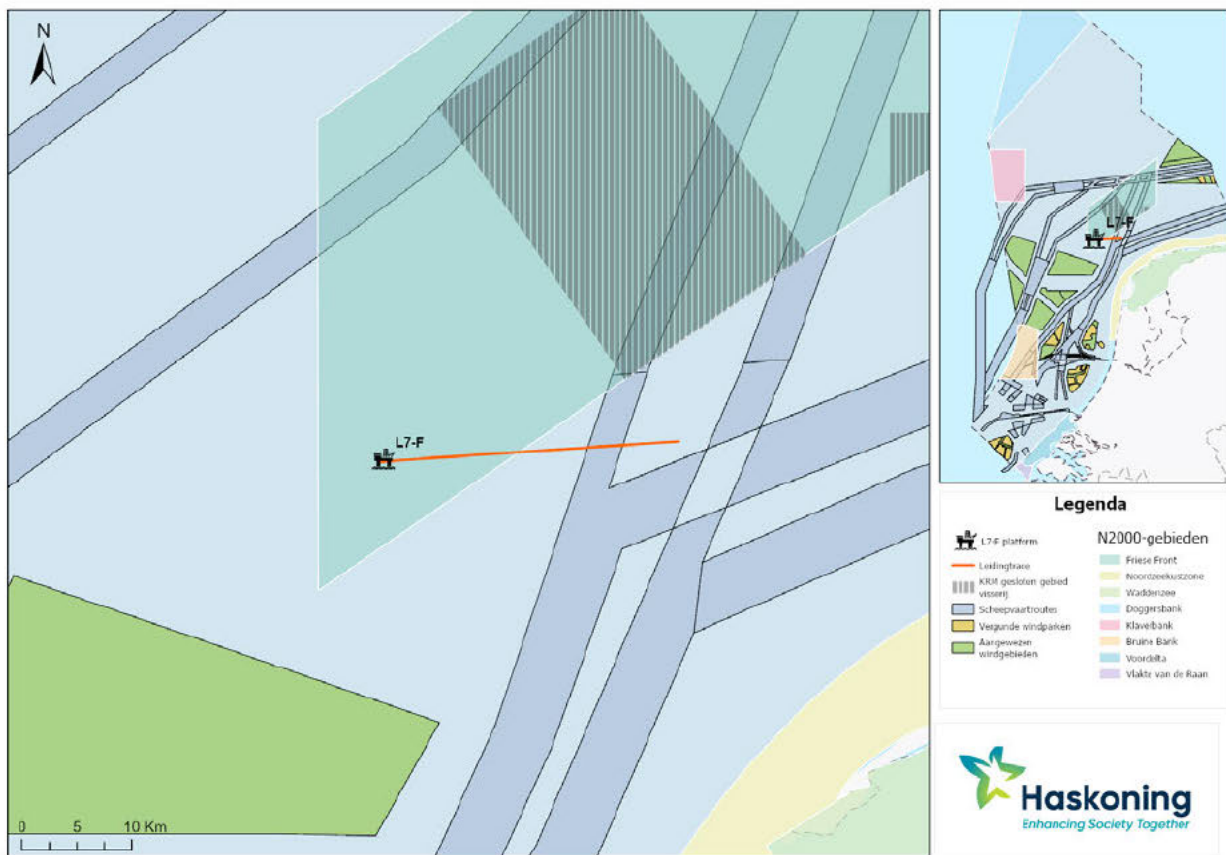 N
L7-F
0 5 10 Km
L7-F
Legenda
L7-F platform
Leidingtrace
KRM gesloten gebied
visserij
Scheepvaartroutes
Vergunde windparken
Aangewezen
windgebieden
N2000-gebieden
Friese Front
Noordzeekustzone
Waddenzee
Doggersbank
Klaverbank
Bruine Bank
Voordelta
Vlakte van de Raan
Haskoning
Enhancing Society Together